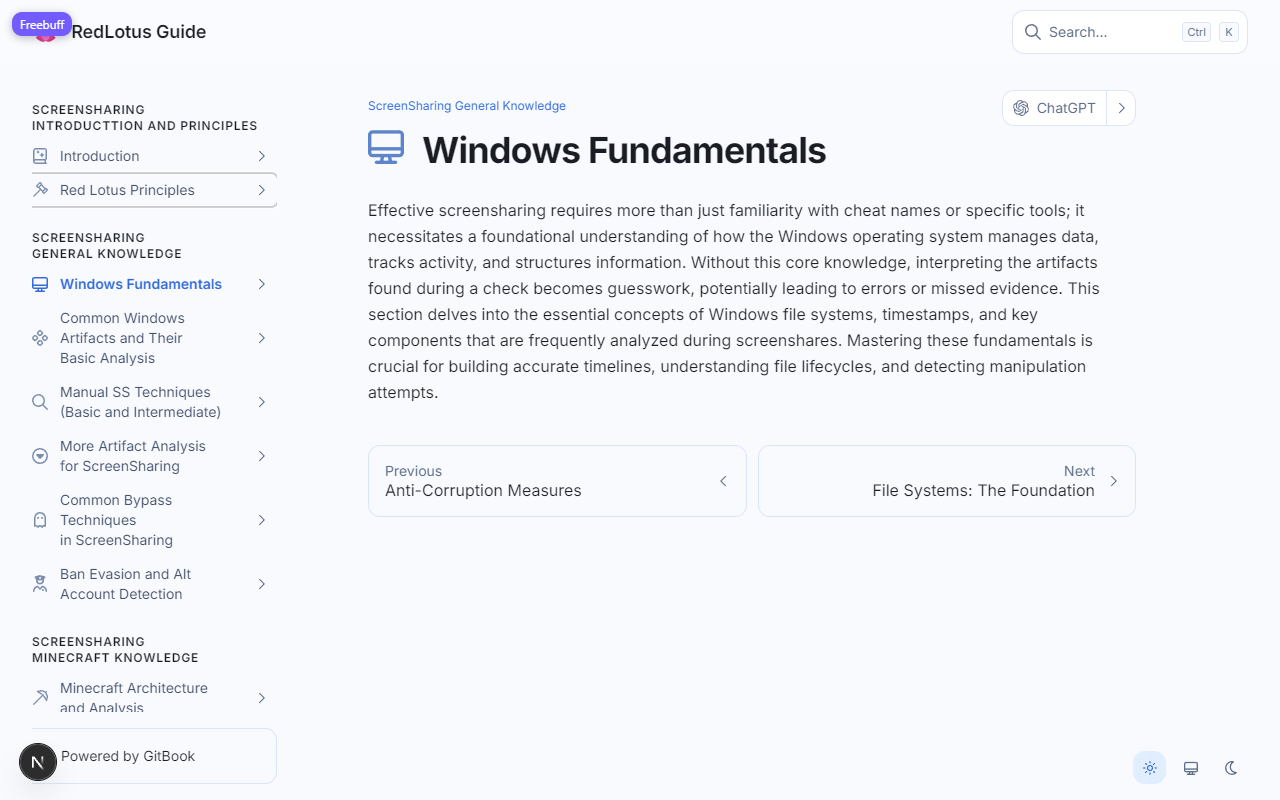 Freebuff
RedLotus Guide
Search...
Ctrl
K
SCREENSHARING
INTRODUCTTION AND PRINCIPLES
Introduction
Red Lotus Principles
SCREENSHARING
GENERAL KNOWLEDGE
Windows Fundamentals
Common Windows
Artifacts and Their
Basic Analysis
Manual SS Techniques
(Basic and Intermediate)
More Artifact Analysis
for ScreenSharing
Common Bypass
Techniques
in ScreenSharing
Ban Evasion and Alt
Account Detection
SCREENSHARING
MINECRAFT KNOWLEDGE
Minecraft Architecture
and Analysis
Powered by GitBook
N
ScreenSharing General Knowledge
ChatGPT
Windows Fundamentals
Effective screensharing requires more than just familiarity with cheat names or specific tools; it
necessitates a foundational understanding of how the Windows operating system manages data,
tracks activity, and structures information. Without this core knowledge, interpreting the artifacts
found during a check becomes guesswork, potentially leading to errors or missed evidence. This
section delves into the essential concepts of Windows file systems, timestamps, and key
components that are frequently analyzed during screenshares. Mastering these fundamentals is
crucial for building accurate timelines, understanding file lifecycles, and detecting manipulation
attempts.
Previous
Anti-Corruption Measures
Next
File Systems: The Foundation